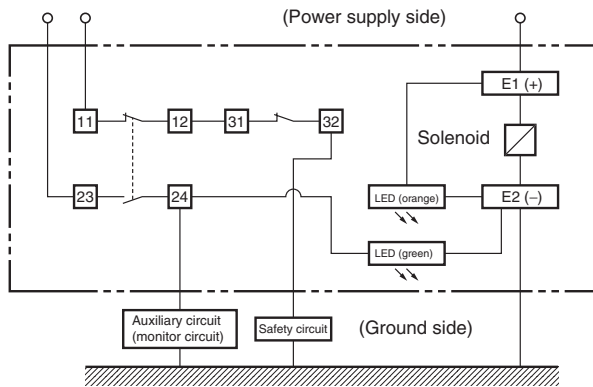 (Power supply side)
E1 (+)
11
12
31
32
Solenoid
23
24
LED (orange)
E2 (−)
LED (green)
Auxiliary circuit
(monitor circuit)
Safety circuit
(Ground side)